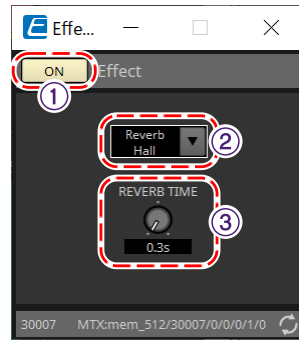 Effe...
ON Effect
①
Reverb
Hall
②
REVERB TIME
③
0.3s
30007 MTX:mem_512/30007/0/0/0/1/0